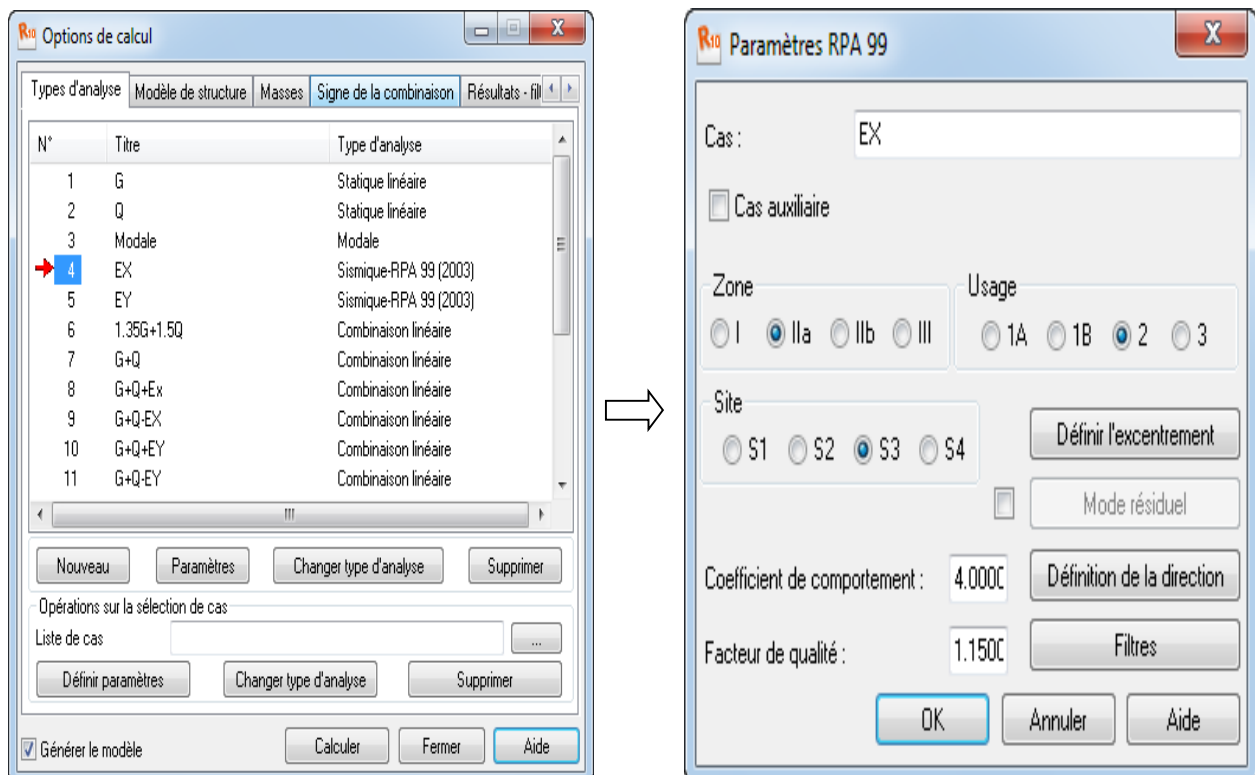 R10 Options de calcul
Types d'analyse Modèle de structure Masses Signe de la combinaison Résultats - filt
N° Titre Type d'analyse
1 G Statique linéaire
2 Q Statique linéaire
3 Modale Modale
4 EX Sismique-RPA 99 (2003)
5 EY Sismique-RPA 99 (2003)
6 1.35G+1.5Q Combinaison linéaire
7 G+Q Combinaison linéaire
8 G+Q+Ex Combinaison linéaire
9 G+Q-EX Combinaison linéaire
10 G+Q+EY Combinaison linéaire
11 G+Q-EY Combinaison linéaire
Nouveau Paramètres Changer type d'analyse Supprimer
Opérations sur la sélection de cas
Liste de cas ...
Définir paramètres Changer type d'analyse Supprimer
Générer le modèle Calculer Fermer Aide
R10 Paramètres RPA 99
Cas : EX
Cas auxiliaire
Zone Usage
I IIa IIb III 1A 1B 2 3
Site
S1 S2 S3 S4 Définir l'excentrement
Mode résiduel
Coefficient de comportement : 4.0000 Définition de la direction
Facteur de qualité : 1.1500 Filtres
OK Annuler Aide